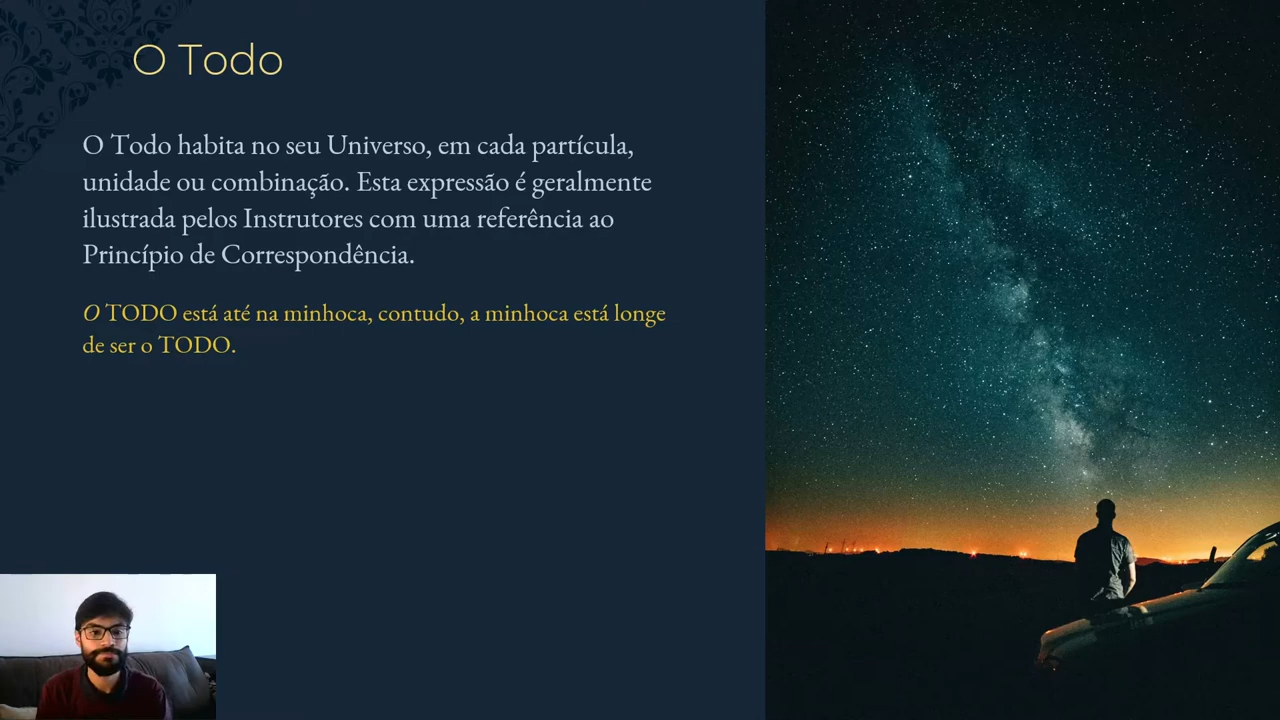 O Todo
O Todo habita no seu Universo, em cada partícula,
unidade ou combinação. Esta expressão é geralmente
ilustrada pelos Instrutores com uma referência ao
Princípio de Correspondência.
O TODO está até na minhoca, contudo, a minhoca está longe
de ser o TODO.